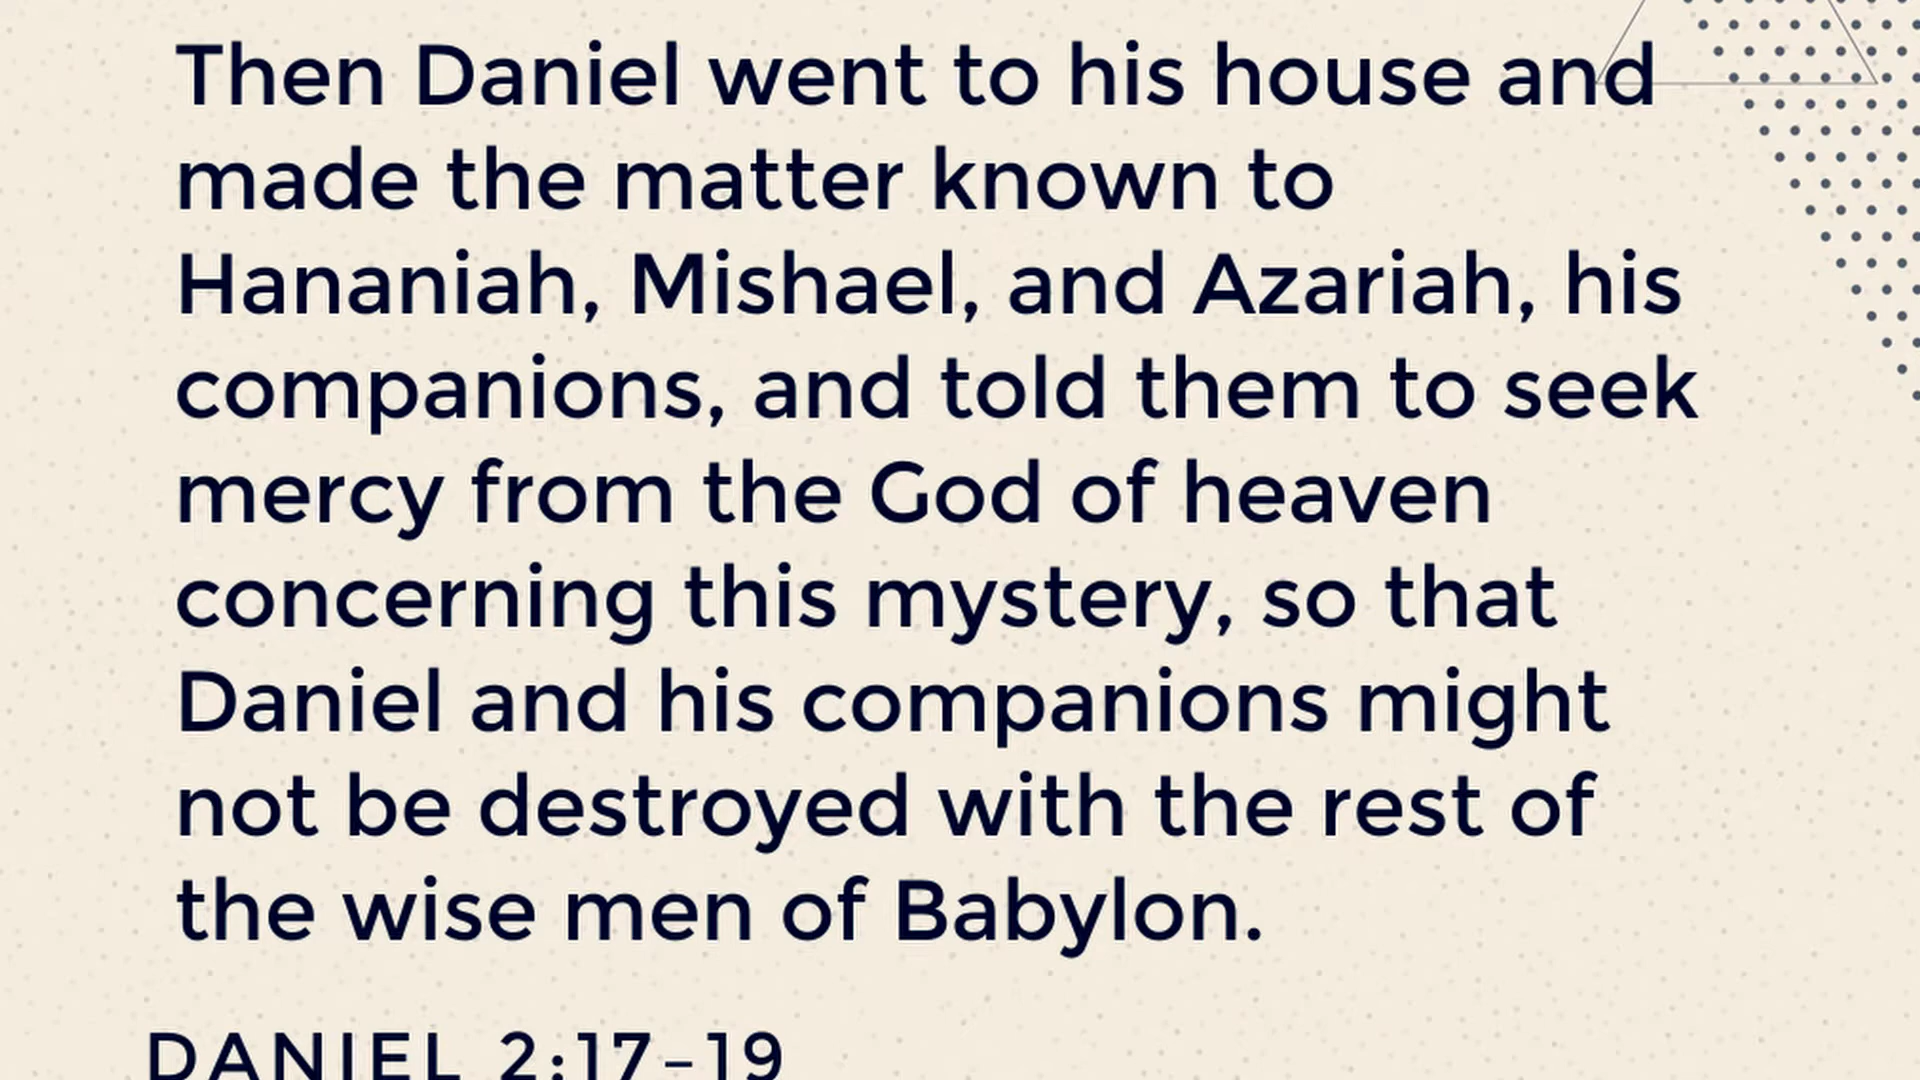 Then Daniel went to his house and
made the matter known to
Hananiah, Mishael, and Azariah, his
companions, and told them to seek
mercy from the God of heaven
concerning this mystery, so that
Daniel and his companions might
not be destroyed with the rest of
the wise men of Babylon.
DANIEL 2:17-19